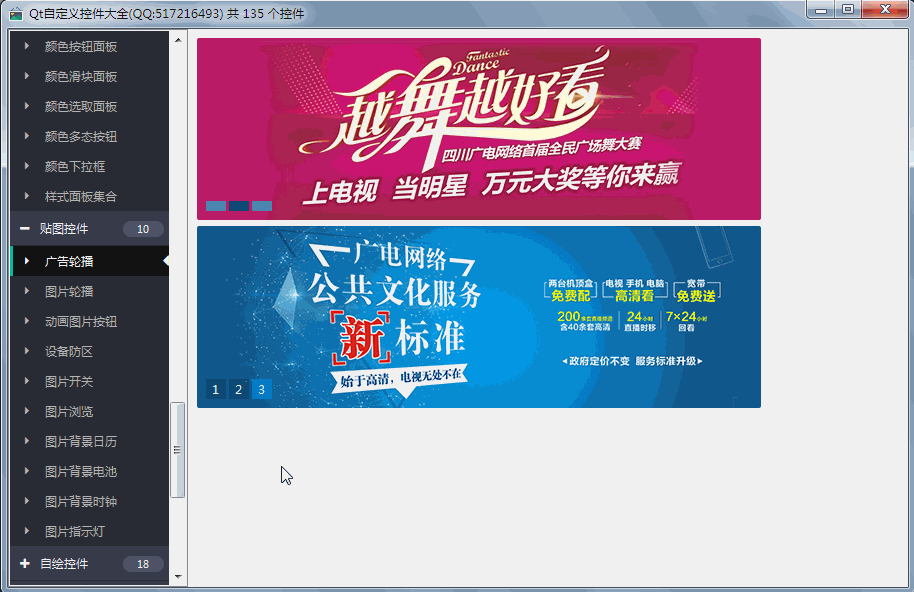 Qt自定义控件大全(QQ:517216493) 共 135 个控件
颜色按钮面板
颜色滑块面板
颜色选取面板
颜色多态按钮
颜色下拉框
样式面板集合
贴图控件 10
广告轮播
图片轮播
动画图片按钮
设备防区
图片开关
图片浏览
图片背景日历
图片背景电池
图片背景时钟
图片指示灯
自绘控件 18
Fantastic
Dance
越舞越好看
四川广电网络首届全民广场舞大赛
上电视 当明星 万元大奖等你来赢
广电网络
公共文化服务
新标准
始于高清，电视无处不在
1 2 3
两台机顶盒 电视 手机 电脑 宽带
免费配 高清看 免费送
200余套直播频道 24小时 7×24小时
含40余套高清 直播时移 回看
政府定价不变 服务标准升级